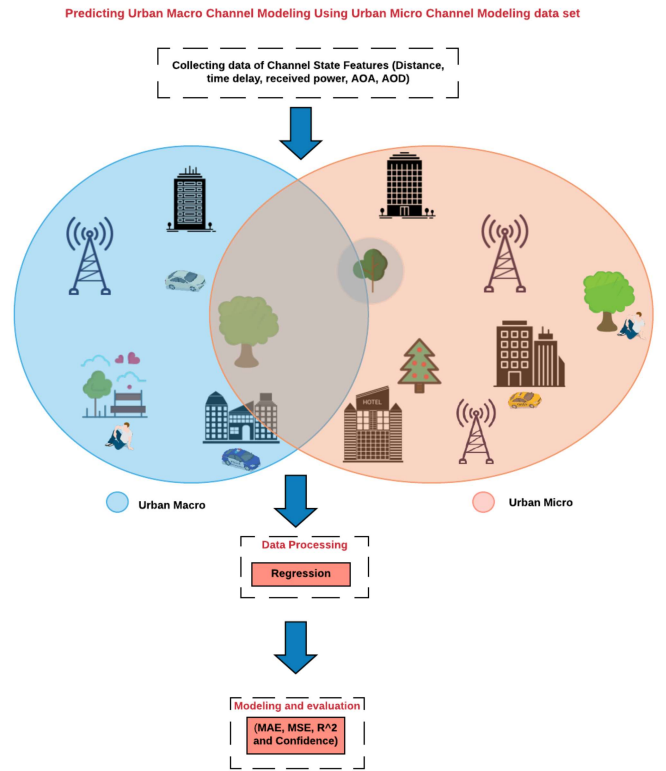 Predicting Urban Macro Channel Modeling Using Urban Micro Channel Modeling data set
Collecting data of Channel State Features (Distance,
time delay, received power, AOA, AOD)
HOTEL
Urban Macro
Urban Micro
Data Processing
Regression
Modeling and evaluation
(MAE, MSE, R^2
and Confidence)